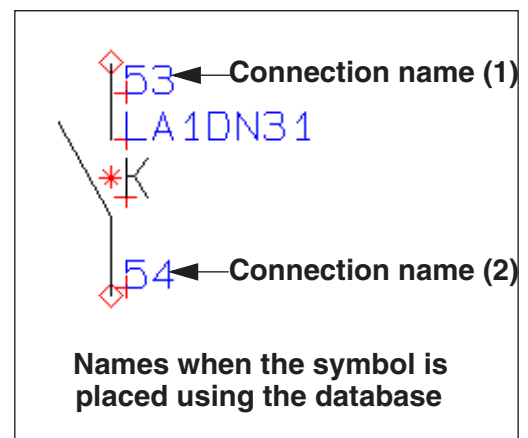 53 Connection name (1)
LA1DN31
K
54 Connection name (2)
Names when the symbol is
placed using the database